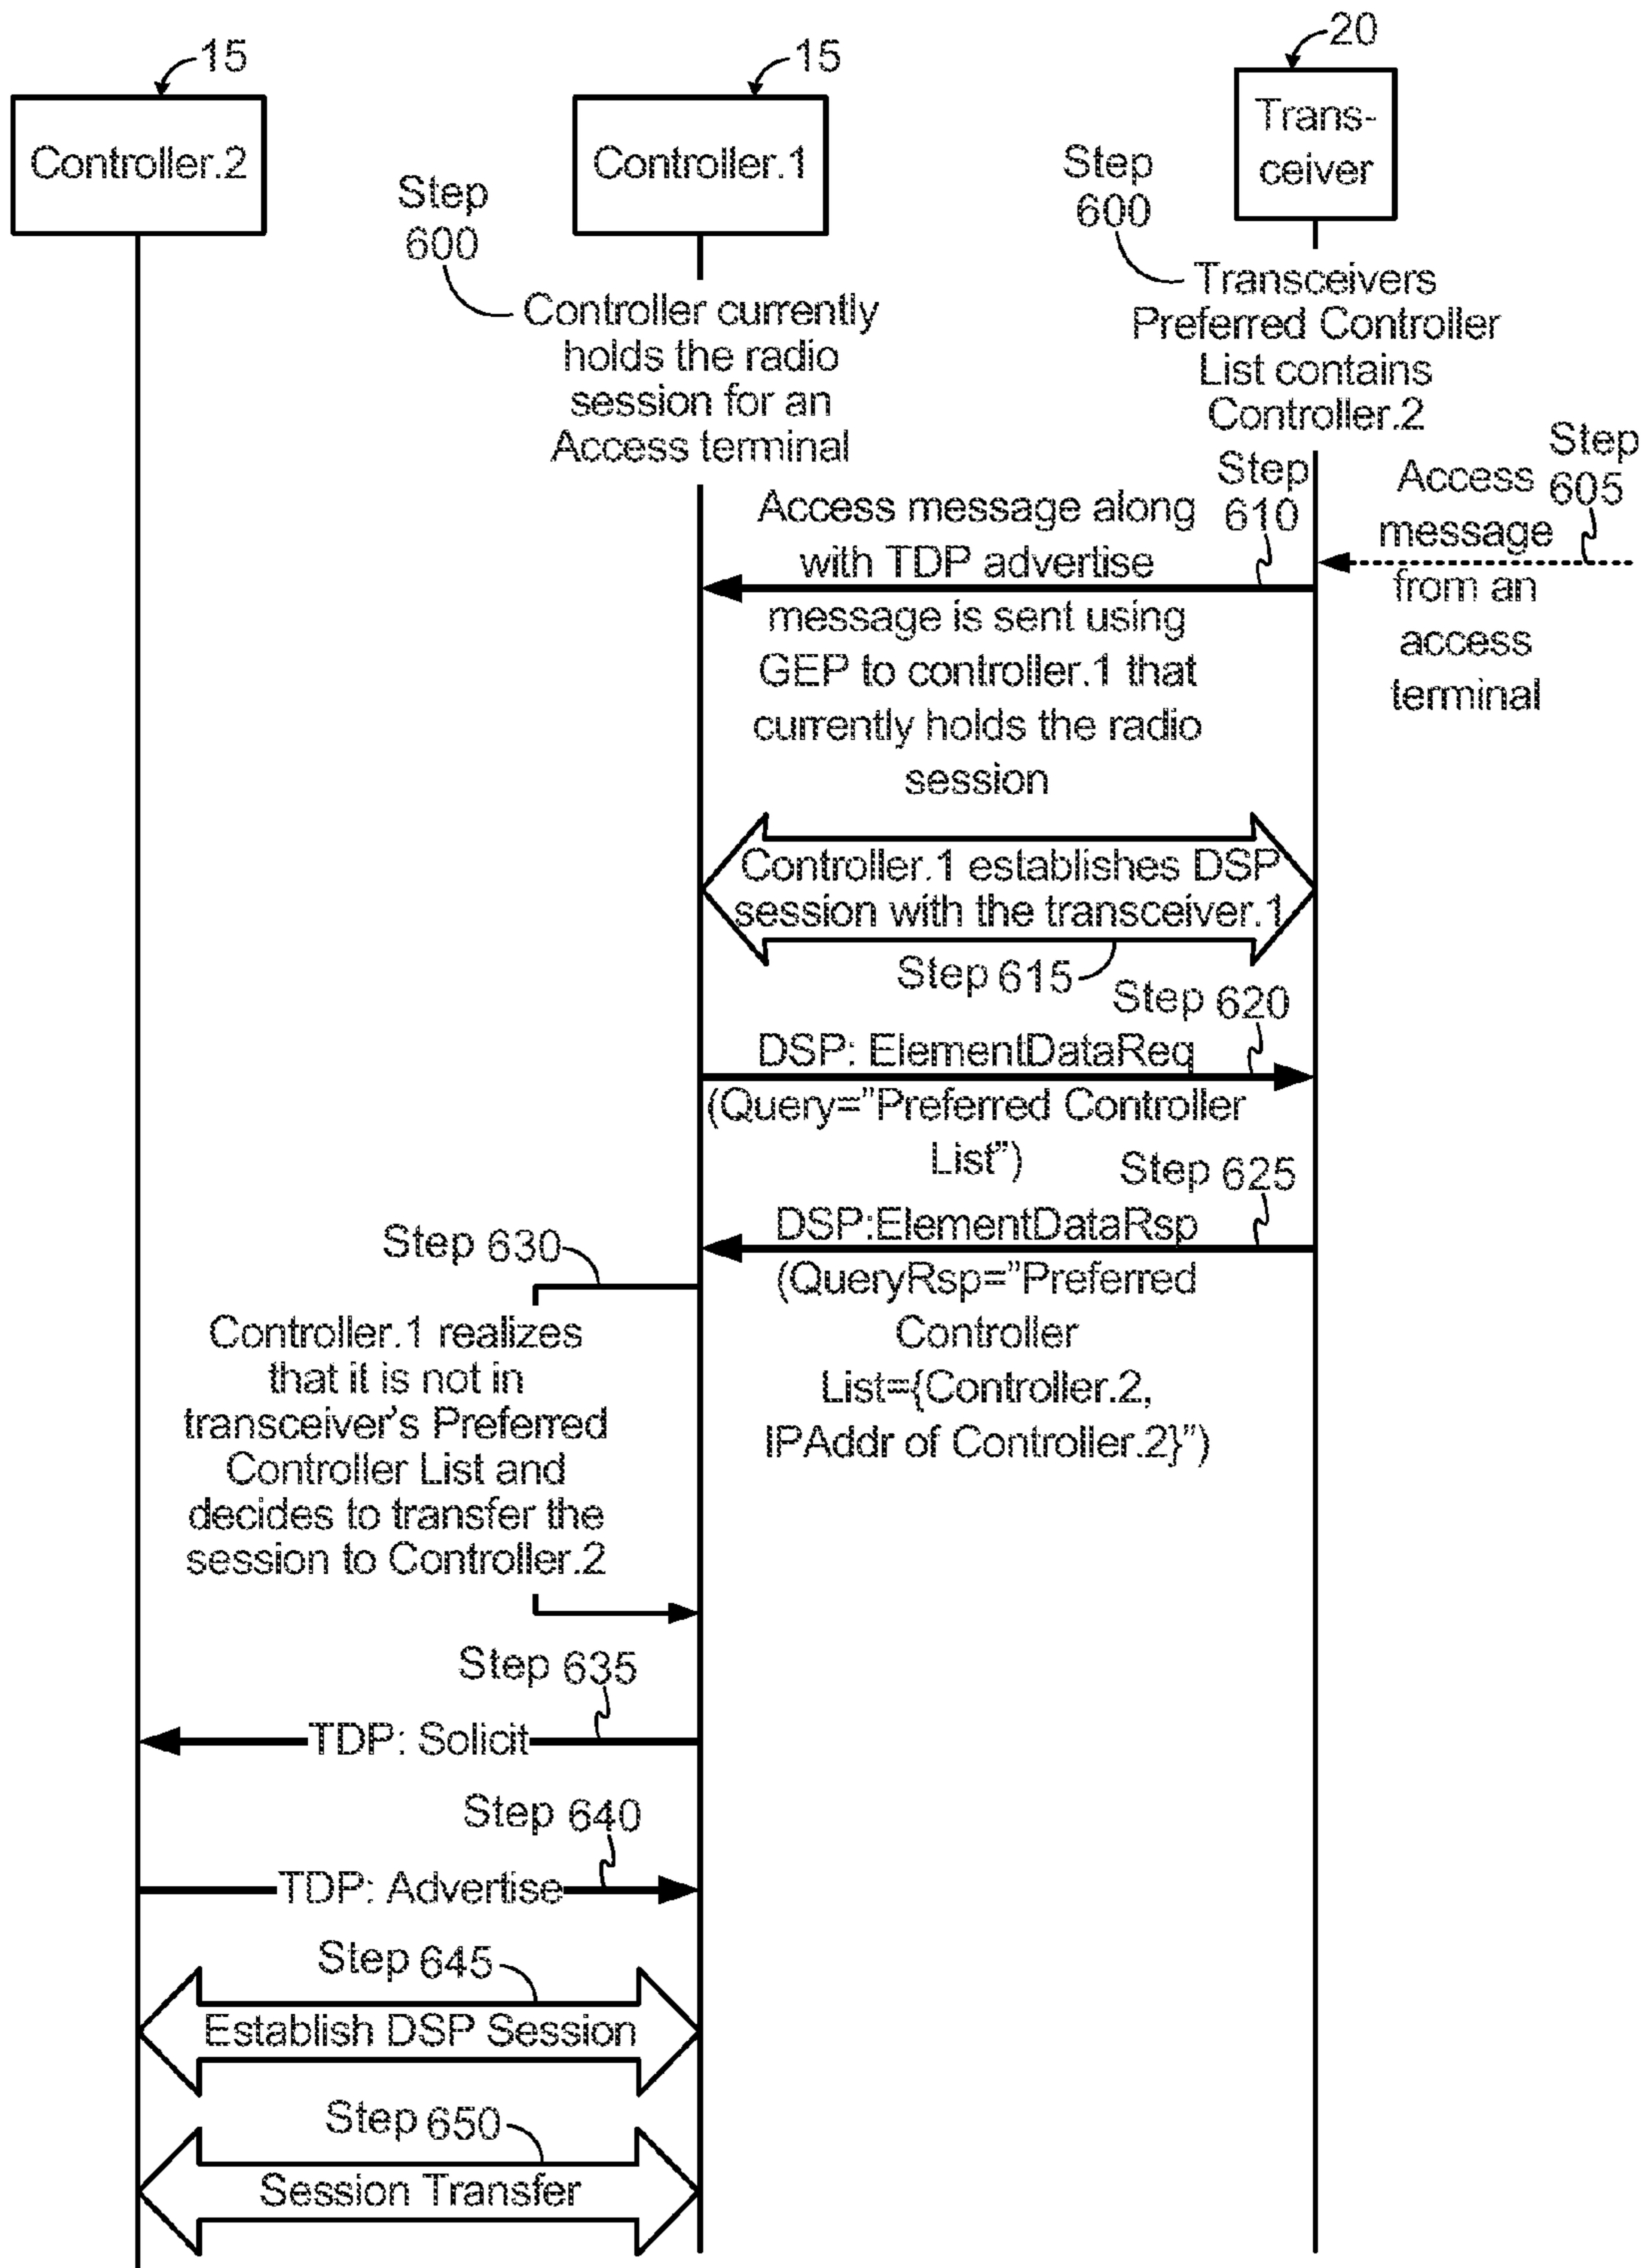 15
15
20
Controller.2
Controller.1
Trans-
ceiver
Step
600
Step
600
Controller currently
holds the radio
session for an
Access terminal
Transceivers
Preferred Controller
List contains
Controller.2
Step
605
Access
message
from an
access
terminal
Step
610
Access message along
with TDP advertise
message is sent using
GEP to controller.1 that
currently holds the radio
session
Controller.1 establishes DSP
session with the transceiver.1
Step 615
Step 620
DSP: ElementDataReq
(Query="Preferred Controller
List")
Step 625
DSP:ElementDataRsp
(QueryRsp="Preferred
Controller
List={Controller.2,
IPAddr of Controller.2}")
Step 630
Controller.1 realizes
that it is not in
transceiver's Preferred
Controller List and
decides to transfer the
session to Controller.2
Step 635
TDP: Solicit
Step 640
TDP: Advertise
Step 645
Establish DSP Session
Step 650
Session Transfer